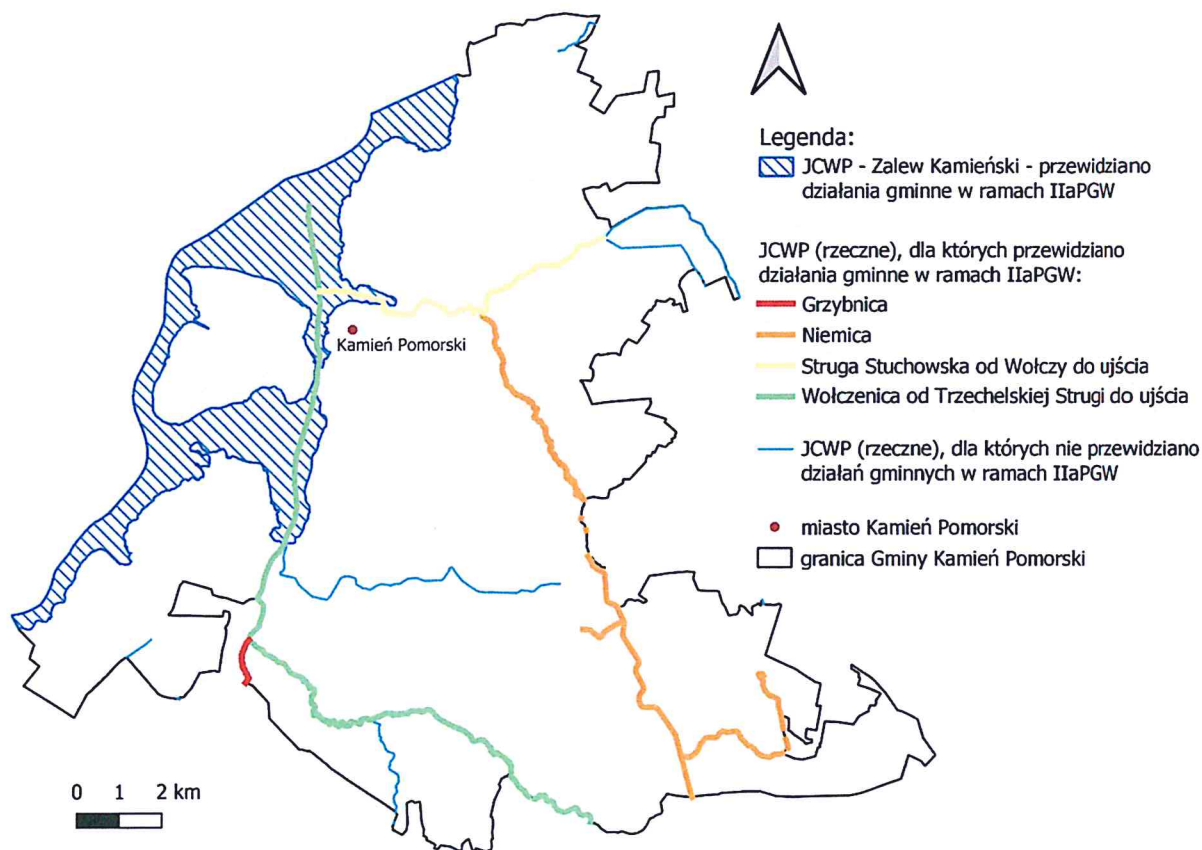 Legenda:
JCWP - Zalew Kamieński - przewidziano
działania gminne w ramach IIaPGW
JCWP (rzeczne), dla których przewidziano
działania gminne w ramach IIaPGW:
Grzybnica
Niemica
Struga Stuchowska od Wołczy do ujścia
Wołczenica od Trzechelskiej Strugi do ujścia
JCWP (rzeczne), dla których nie przewidziano
działań gminnych w ramach IIaPGW
miasto Kamień Pomorski
granica Gminy Kamień Pomorski
Kamień Pomorski
0 1 2 km